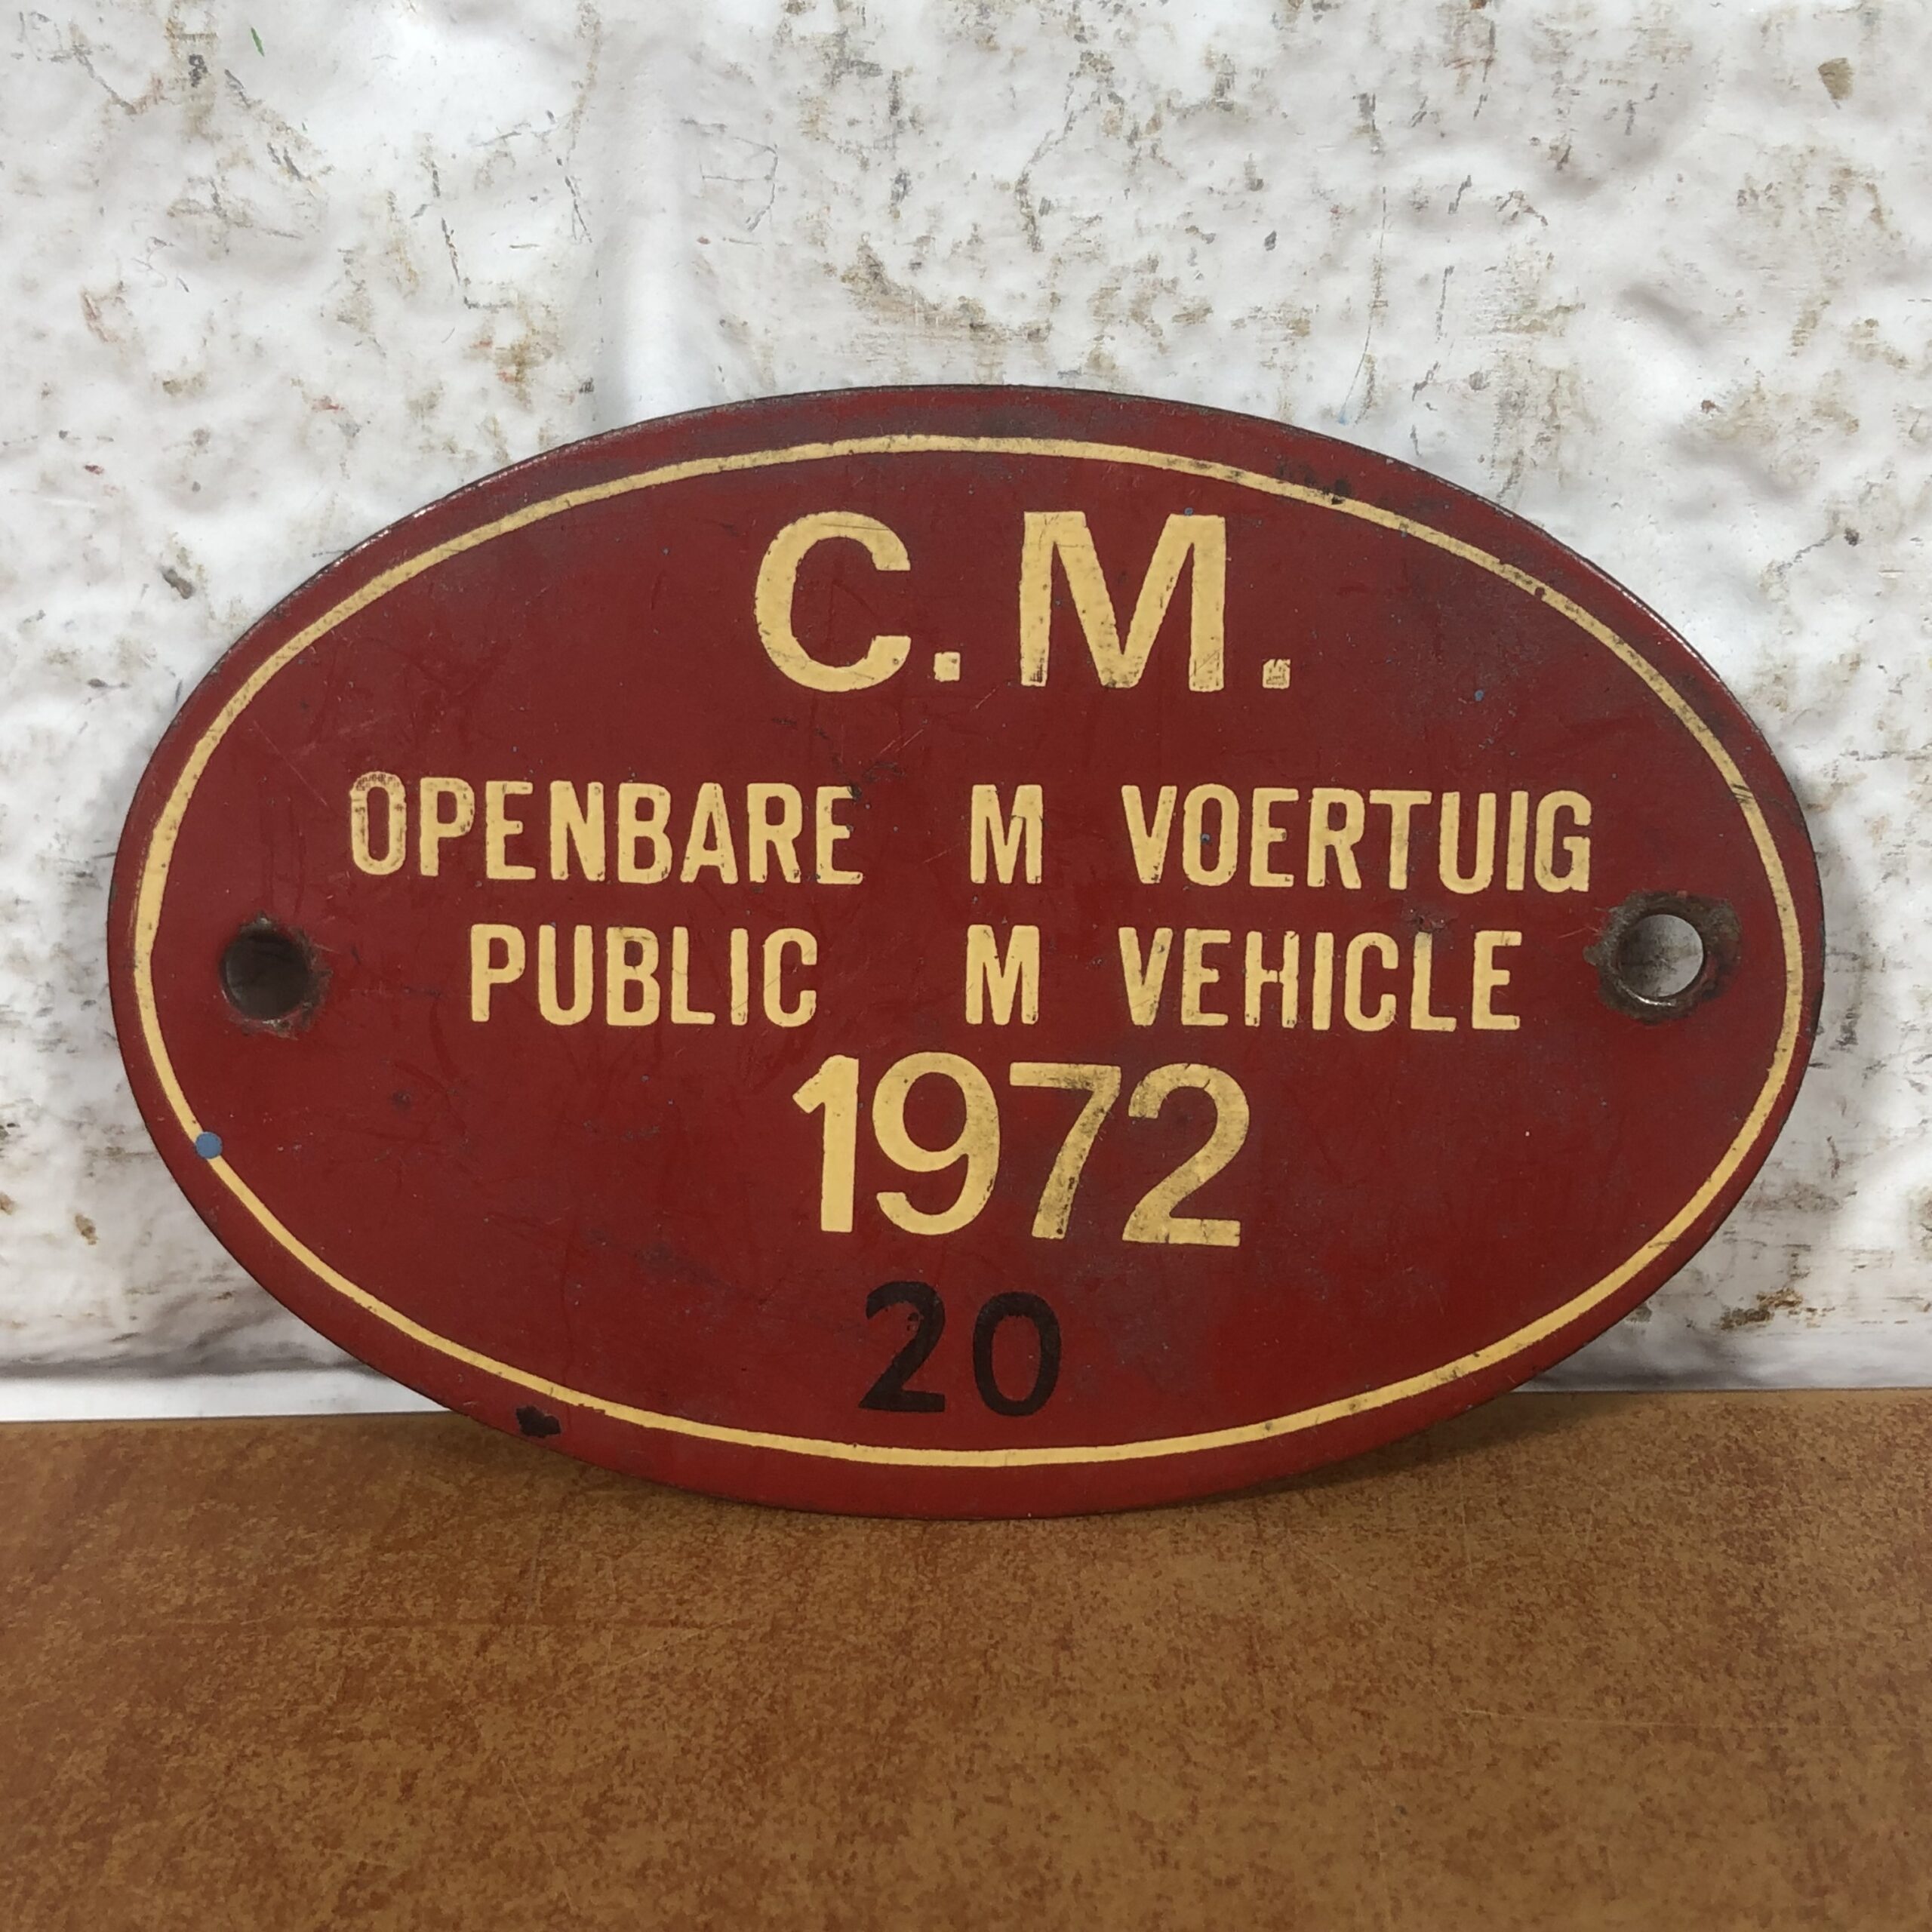 C.M.
OPENBARE M VOERTUIG
PUBLIC M VEHICLE
1972
20